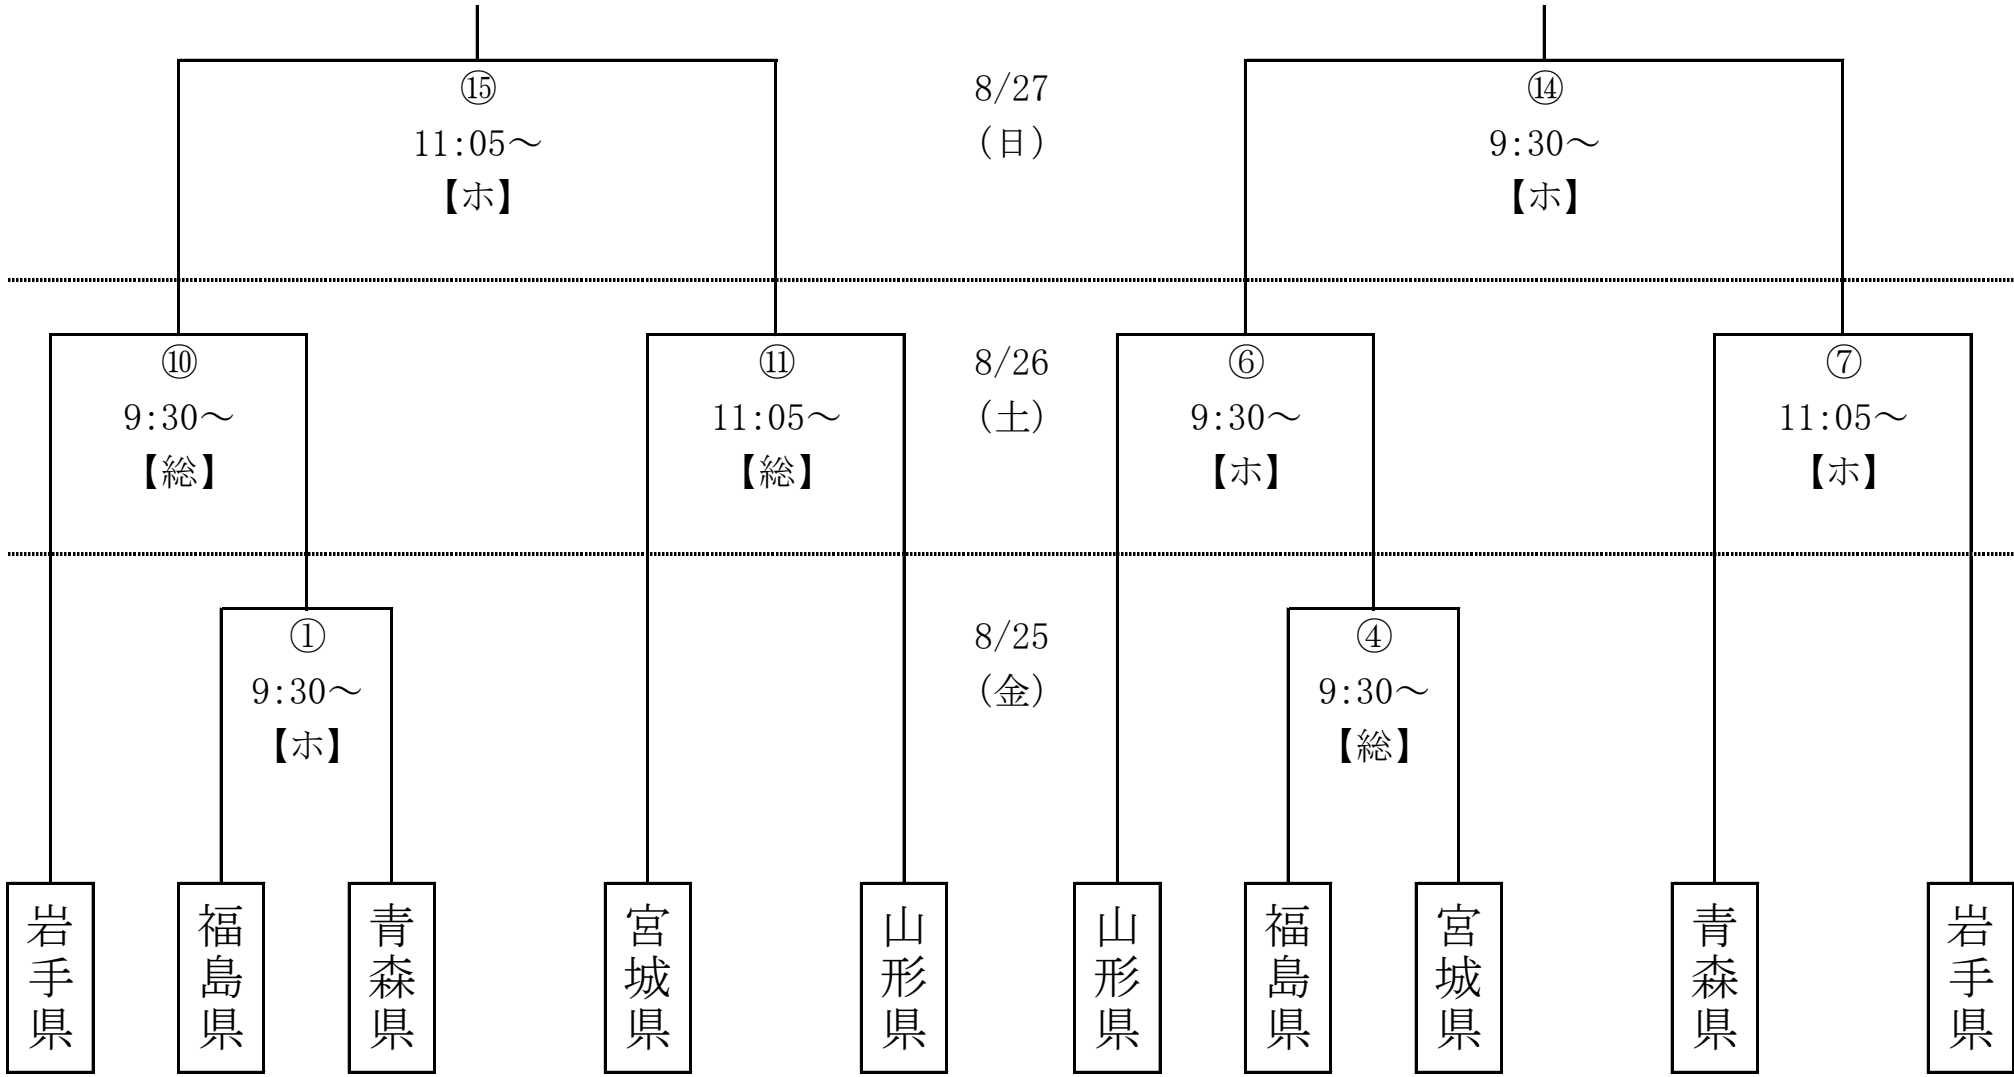 ⑮
11:05～
【ホ】
8/27
（日）
⑭
9:30～
【ホ】
⑩
9:30～
【総】
⑪
11:05～
【総】
8/26
（土）
⑥
9:30～
【ホ】
⑦
11:05～
【ホ】
①
9:30～
【ホ】
8/25
（金）
④
9:30～
【総】
岩手県
福島県
青森県
宮城県
山形県
山形県
福島県
宮城県
青森県
岩手県